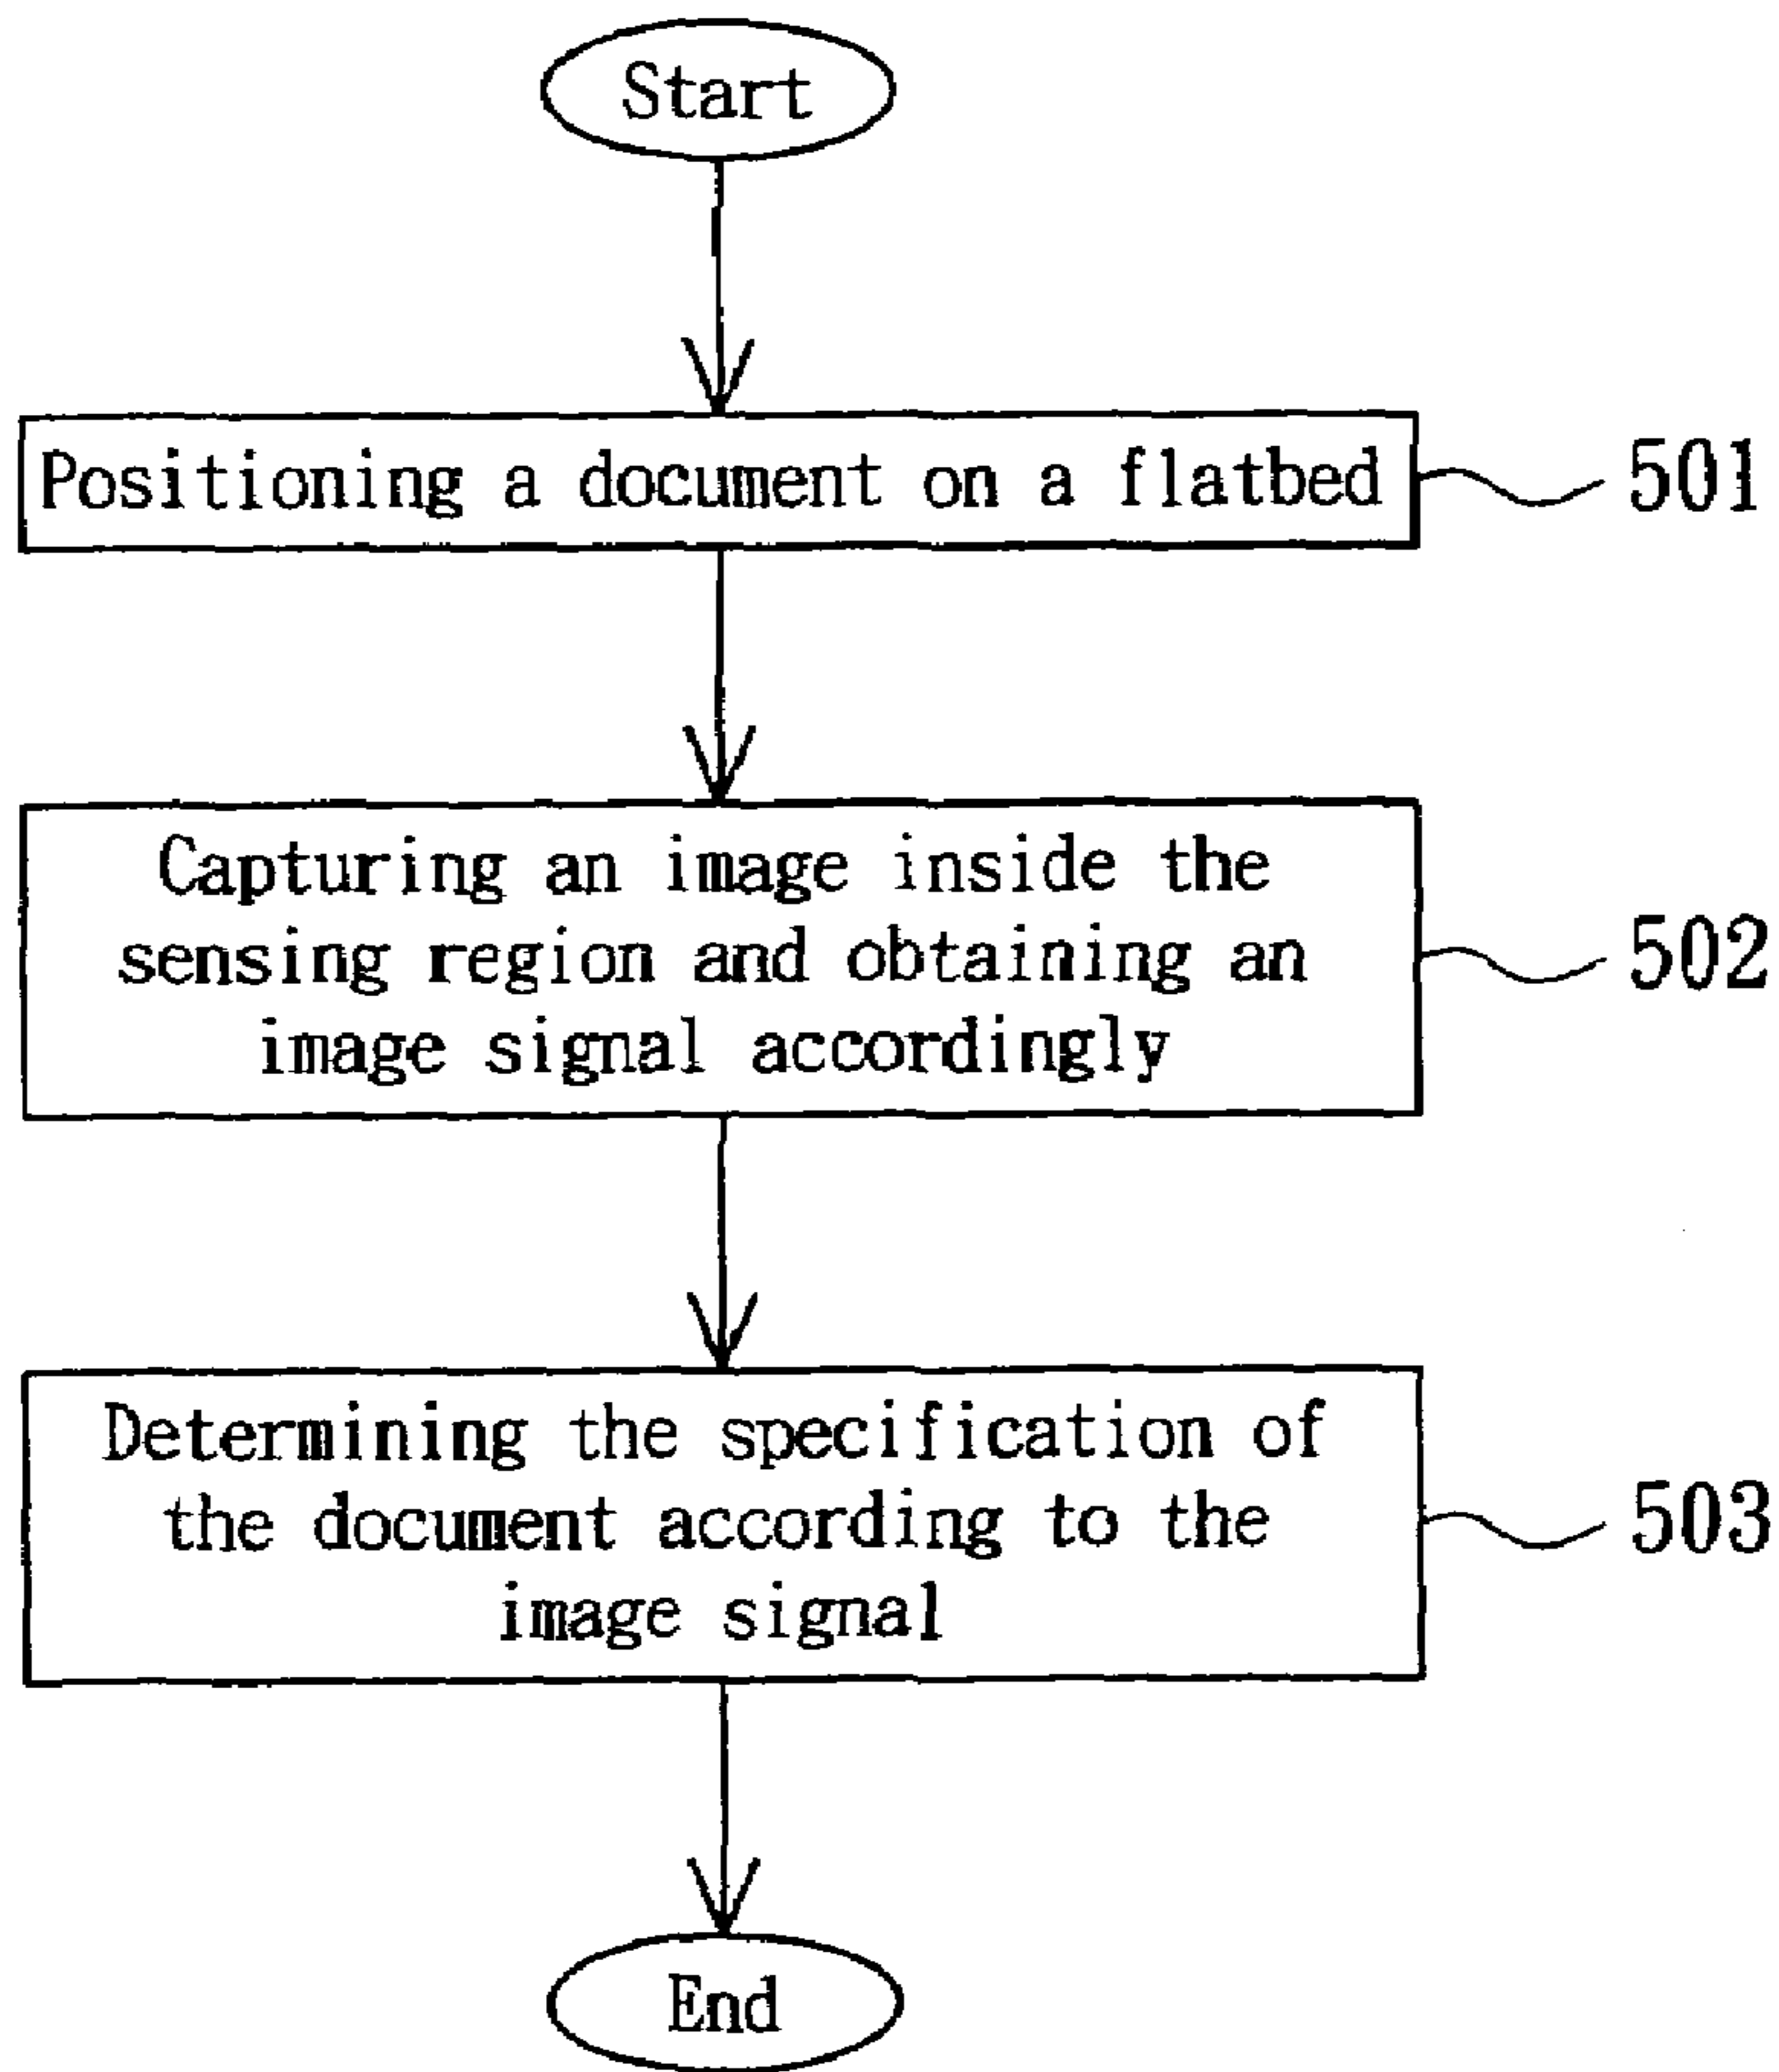 Start
Positioning a document on a flatbed
501
Capturing an image inside the
sensing region and obtaining an
image signal accordingly
502
Determining the specification of
the document according to the
image signal
503
End